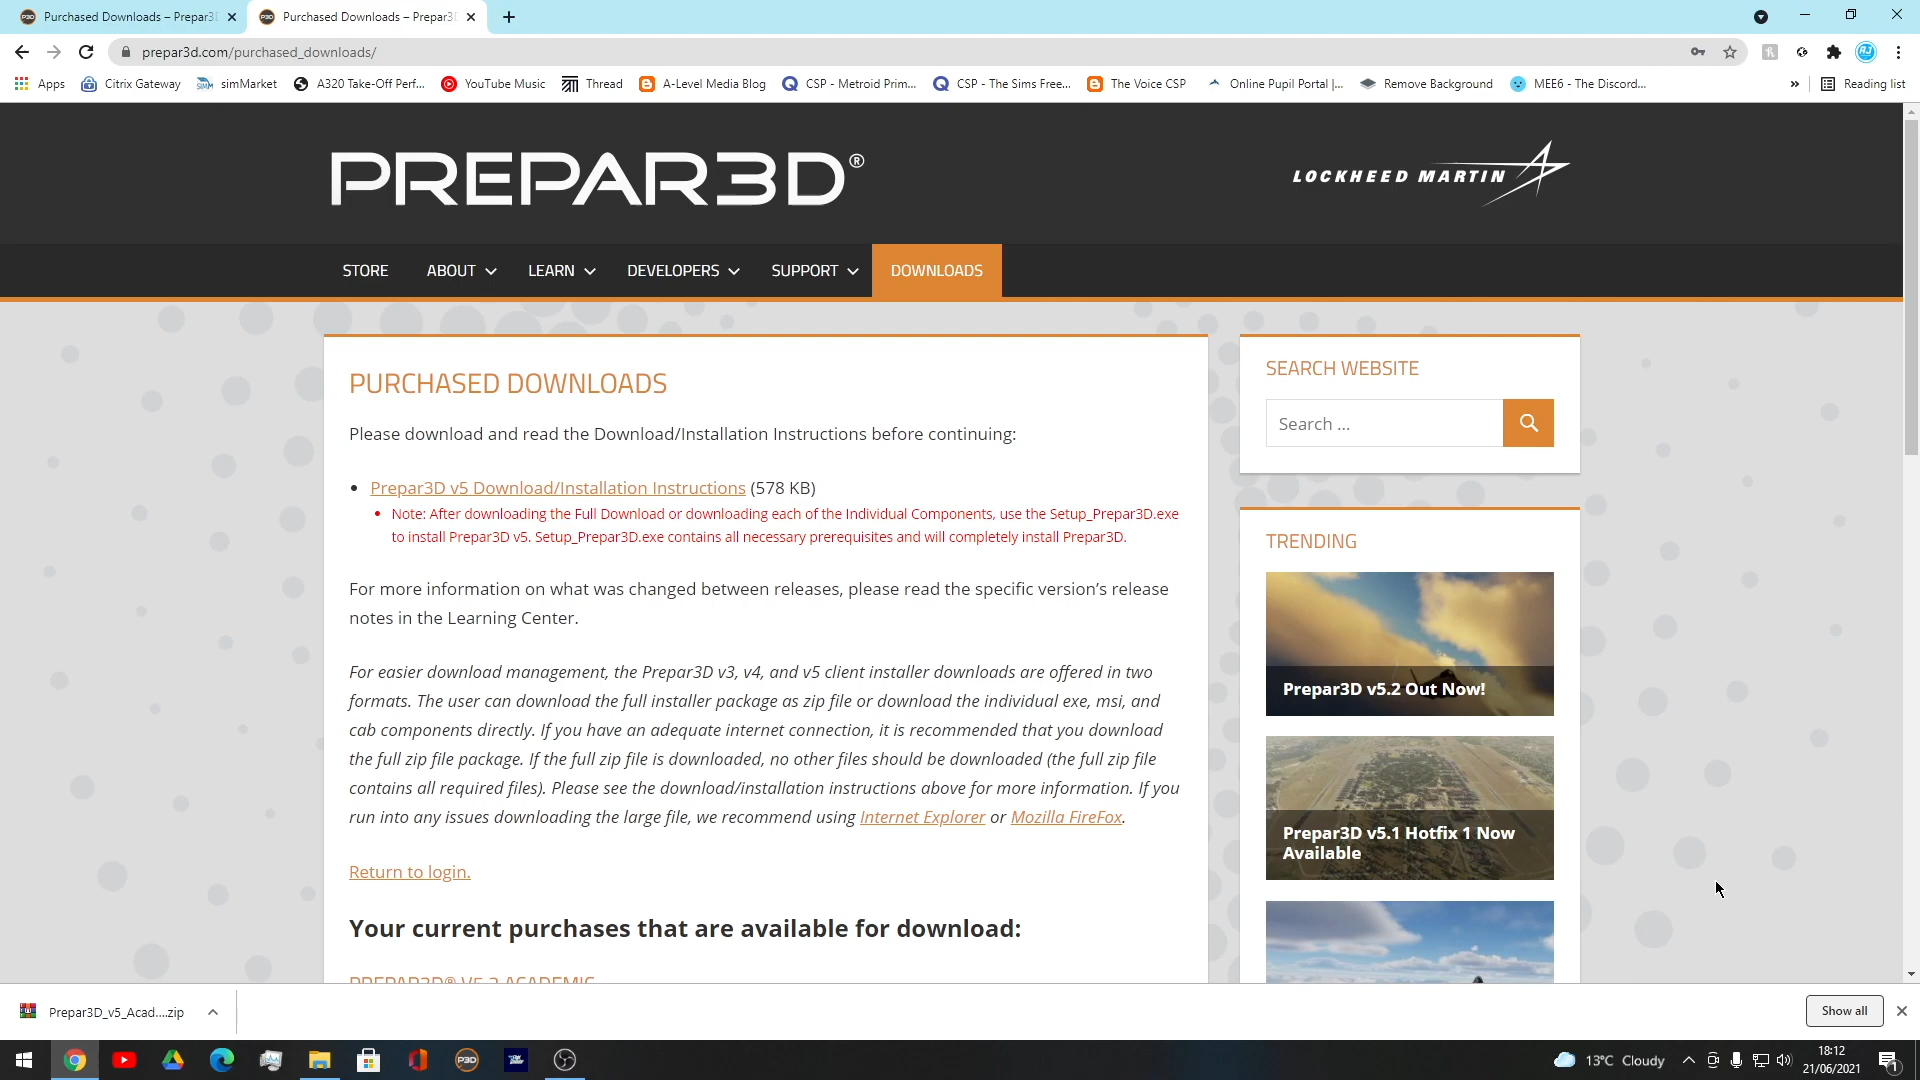 Purchased Downloads – Prepar3
Purchased Downloads – Prepar3
prepar3d.com/purchased_downloads/
Apps
Citrix Gateway
simMarket
A320 Take-Off Perf...
YouTube Music
Thread
A-Level Media Blog
CSP - Metroid Prim...
CSP - The Sims Free...
The Voice CSP
Online Pupil Portal |...
Remove Background
MEE6 - The Discord...
»
Reading list
PREPAR3D®
LOCKHEED MARTIN
STORE
ABOUT
LEARN
DEVELOPERS
SUPPORT
DOWNLOADS
PURCHASED DOWNLOADS
Please download and read the Download/Installation Instructions before continuing:
Prepar3D v5 Download/Installation Instructions (578 KB)
Note: After downloading the Full Download or downloading each of the Individual Components, use the Setup_Prepar3D.exe
to install Prepar3D v5. Setup_Prepar3D.exe contains all necessary prerequisites and will completely install Prepar3D.
For more information on what was changed between releases, please read the specific version’s release
notes in the Learning Center.
For easier download management, the Prepar3D v3, v4, and v5 client installer downloads are offered in two
formats. The user can download the full installer package as zip file or download the individual exe, msi, and
cab components directly. If you have an adequate internet connection, it is recommended that you download
the full zip file package. If the full zip file is downloaded, no other files should be downloaded (the full zip file
contains all required files). Please see the download/installation instructions above for more information. If you
run into any issues downloading the large file, we recommend using Internet Explorer or Mozilla FireFox.
Return to login.
Your current purchases that are available for download:
PREPAR3D® V5.2 ACADEMIC
SEARCH WEBSITE
Search …
TRENDING
Prepar3D v5.2 Out Now!
Prepar3D v5.1 Hotfix 1 Now
Available
Prepar3D_v5_Acad....zip
Show all
P3D
13°C Cloudy
18:12
21/06/2021
1